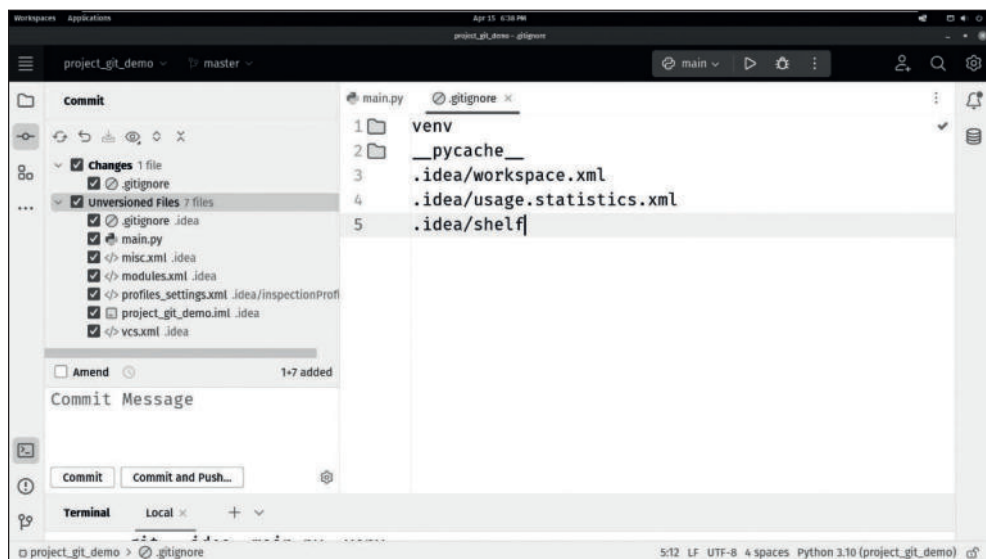 Workspaces Applications
Apr 15 6:38 PM
project_git_demo – .gitignore
project_git_demo master
main
Commit
main.py .gitignore
Changes 1 file
.gitignore
Unversioned Files 7 files
.gitignore .idea
main.py
misc.xml .idea
modules.xml .idea
profiles_settings.xml .idea/inspectionProfi
project_git_demo.iml .idea
vcs.xml .idea
Amend 1+7 added
Commit Message
Commit Commit and Push...
1 venv
2 __pycache__
3 .idea/workspace.xml
4 .idea/usage.statistics.xml
5 .idea/shelf
Terminal Local
project_git_demo > .gitignore
5:12 LF UTF-8 4 spaces Python 3.10 (project_git_demo)